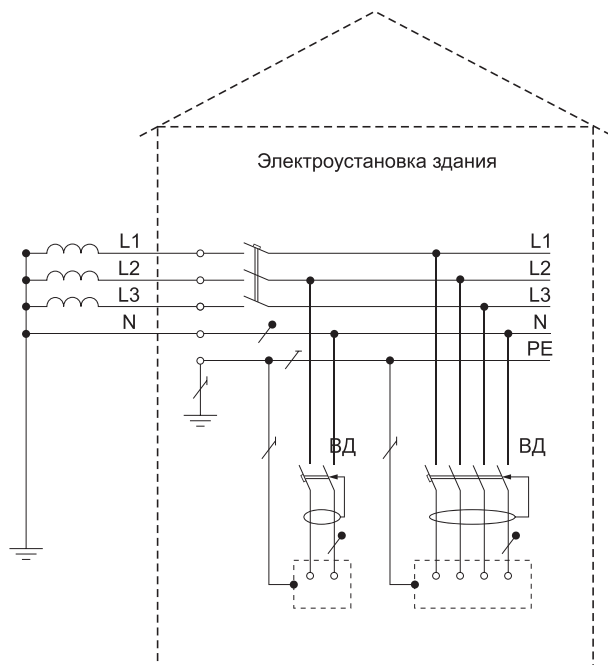 Электроустановка здания
L1 L1
L2 L2
L3 L3
N N
PE
ВД ВД